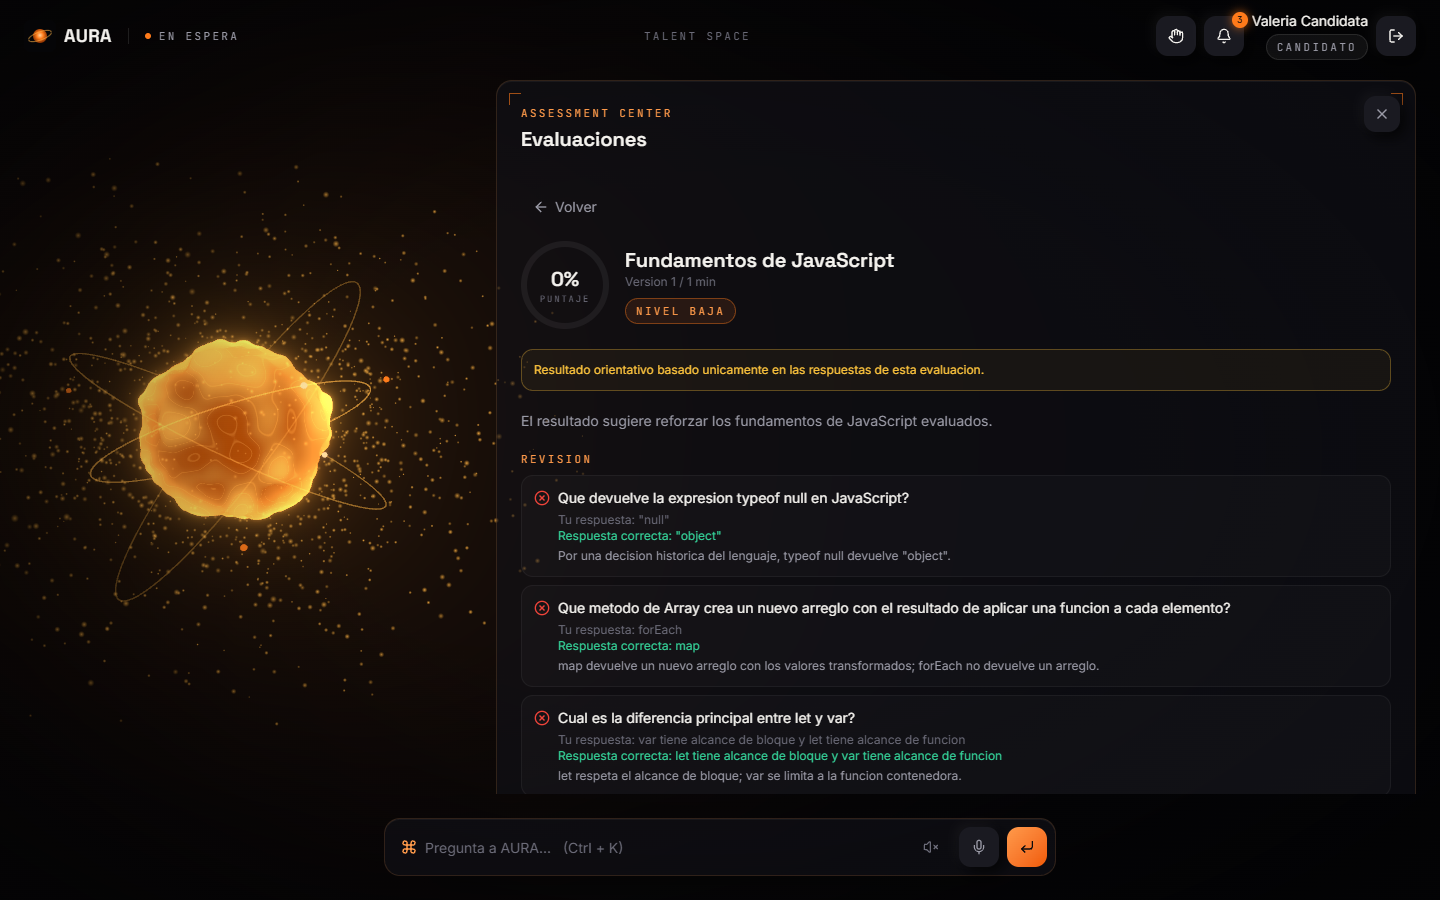 AURA
EN ESPERA
TALENT SPACE
3
Valeria Candidata
CANDIDATO
ASSESSMENT CENTER
Evaluaciones
Volver
0%
PUNTAJE
Fundamentos de JavaScript
Version 1 / 1 min
NIVEL BAJA
Resultado orientativo basado unicamente en las respuestas de esta evaluacion.
El resultado sugiere reforzar los fundamentos de JavaScript evaluados.
REVISION
Que devuelve la expresion typeof null en JavaScript?
Tu respuesta: "null"
Respuesta correcta: "object"
Por una decision historica del lenguaje, typeof null devuelve "object".
Que metodo de Array crea un nuevo arreglo con el resultado de aplicar una funcion a cada elemento?
Tu respuesta: forEach
Respuesta correcta: map
map devuelve un nuevo arreglo con los valores transformados; forEach no devuelve un arreglo.
Cual es la diferencia principal entre let y var?
Tu respuesta: var tiene alcance de bloque y let tiene alcance de funcion
Respuesta correcta: let tiene alcance de bloque y var tiene alcance de funcion
let respeta el alcance de bloque; var se limita a la funcion contenedora.
⌘ Pregunta a AURA... (Ctrl + K)